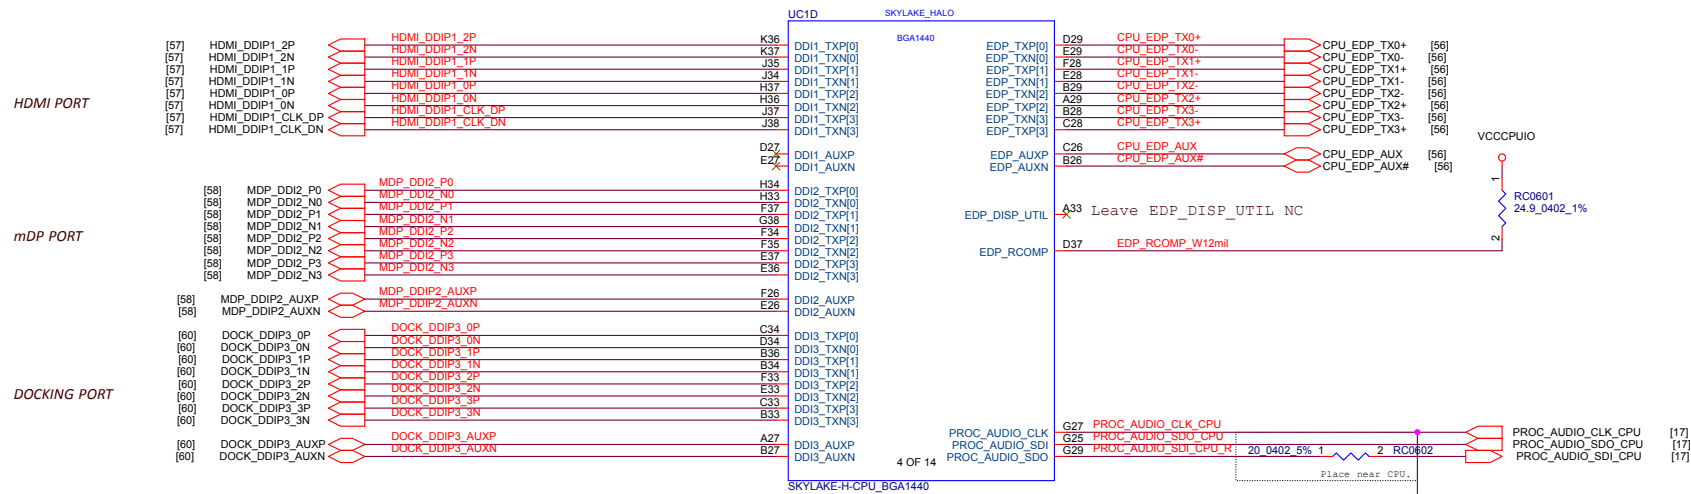 UC1D SKYLAKE_HALO
BGA1440
HDMI PORT
[57] HDMI_DDIP1_2P HDMI_DDIP1_2P K36 DDI1_TXP[0]
[57] HDMI_DDIP1_2N HDMI_DDIP1_2N K37 DDI1_TXN[0]
[57] HDMI_DDIP1_1P HDMI_DDIP1_1P J35 DDI1_TXP[1]
[57] HDMI_DDIP1_1N HDMI_DDIP1_1N J34 DDI1_TXN[1]
[57] HDMI_DDIP1_0P HDMI_DDIP1_0P H37 DDI1_TXP[2]
[57] HDMI_DDIP1_0N HDMI_DDIP1_0N H36 DDI1_TXN[2]
[57] HDMI_DDIP1_CLK_DP HDMI_DDIP1_CLK_DP J37 DDI1_TXP[3]
[57] HDMI_DDIP1_CLK_DN HDMI_DDIP1_CLK_DN J38 DDI1_TXN[3]
D27 DDI1_AUXP
E27 DDI1_AUXN
mDP PORT
[58] MDP_DDI2_P0 MDP_DDI2_P0 H34 DDI2_TXP[0]
[58] MDP_DDI2_N0 MDP_DDI2_N0 H33 DDI2_TXN[0]
[58] MDP_DDI2_P1 MDP_DDI2_P1 F37 DDI2_TXP[1]
[58] MDP_DDI2_N1 MDP_DDI2_N1 G38 DDI2_TXN[1]
[58] MDP_DDI2_P2 MDP_DDI2_P2 F34 DDI2_TXP[2]
[58] MDP_DDI2_N2 MDP_DDI2_N2 F35 DDI2_TXN[2]
[58] MDP_DDI2_P3 MDP_DDI2_P3 E37 DDI2_TXP[3]
[58] MDP_DDI2_N3 MDP_DDI2_N3 E36 DDI2_TXN[3]
[58] MDP_DDIP2_AUXP MDP_DDIP2_AUXP F26 DDI2_AUXP
[58] MDP_DDIP2_AUXN MDP_DDIP2_AUXN E26 DDI2_AUXN
DOCKING PORT
[60] DOCK_DDIP3_0P DOCK_DDIP3_0P C34 DDI3_TXP[0]
[60] DOCK_DDIP3_0N DOCK_DDIP3_0N D34 DDI3_TXN[0]
[60] DOCK_DDIP3_1P DOCK_DDIP3_1P B36 DDI3_TXP[1]
[60] DOCK_DDIP3_1N DOCK_DDIP3_1N B34 DDI3_TXN[1]
[60] DOCK_DDIP3_2P DOCK_DDIP3_2P F33 DDI3_TXP[2]
[60] DOCK_DDIP3_2N DOCK_DDIP3_2N E33 DDI3_TXN[2]
[60] DOCK_DDIP3_3P DOCK_DDIP3_3P C33 DDI3_TXP[3]
[60] DOCK_DDIP3_3N DOCK_DDIP3_3N B33 DDI3_TXN[3]
[60] DOCK_DDIP3_AUXP DOCK_DDIP3_AUXP A27 DDI3_AUXP
[60] DOCK_DDIP3_AUXN DOCK_DDIP3_AUXN B27 DDI3_AUXN
EDP_TXP[0] D29 CPU_EDP_TX0+ CPU_EDP_TX0+ [56]
EDP_TXN[0] E29 CPU_EDP_TX0- CPU_EDP_TX0- [56]
EDP_TXP[1] F28 CPU_EDP_TX1+ CPU_EDP_TX1+ [56]
EDP_TXN[1] E28 CPU_EDP_TX1- CPU_EDP_TX1- [56]
EDP_TXN[2] B29 CPU_EDP_TX2- CPU_EDP_TX2- [56]
EDP_TXP[2] A29 CPU_EDP_TX2+ CPU_EDP_TX2+ [56]
EDP_TXN[3] B28 CPU_EDP_TX3- CPU_EDP_TX3- [56]
EDP_TXP[3] C28 CPU_EDP_TX3+ CPU_EDP_TX3+ [56]
EDP_AUXP C26 CPU_EDP_AUX CPU_EDP_AUX [56]
EDP_AUXN B26 CPU_EDP_AUX# CPU_EDP_AUX# [56]
VCCCPUIO
1
RC0601
24.9_0402_1%
2
EDP_DISP_UTIL A33 Leave EDP_DISP_UTIL NC
EDP_RCOMP D37 EDP_RCOMP_W12mil
PROC_AUDIO_CLK G27 PROC_AUDIO_CLK_CPU PROC_AUDIO_CLK_CPU [17]
PROC_AUDIO_SDI G25 PROC_AUDIO_SDO_CPU PROC_AUDIO_SDO_CPU [17]
PROC_AUDIO_SDO G29 PROC_AUDIO_SDI_CPU_R 20_0402_5% 1 2 RC0602 PROC_AUDIO_SDI_CPU [17]
Place near CPU.
4 OF 14
SKYLAKE-H-CPU_BGA1440